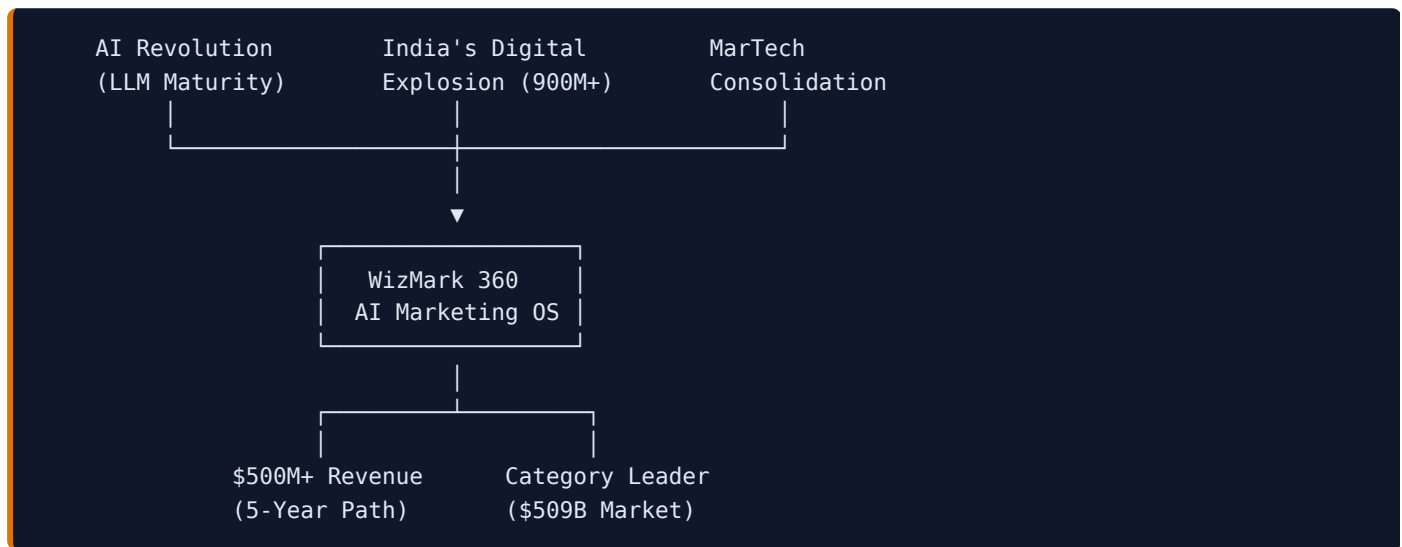 AI Revolution India's Digital MarTech
(LLM Maturity) Explosion (900M+) Consolidation
WizMark 360
AI Marketing OS
$500M+ Revenue Category Leader
(5-Year Path) ($509B Market)